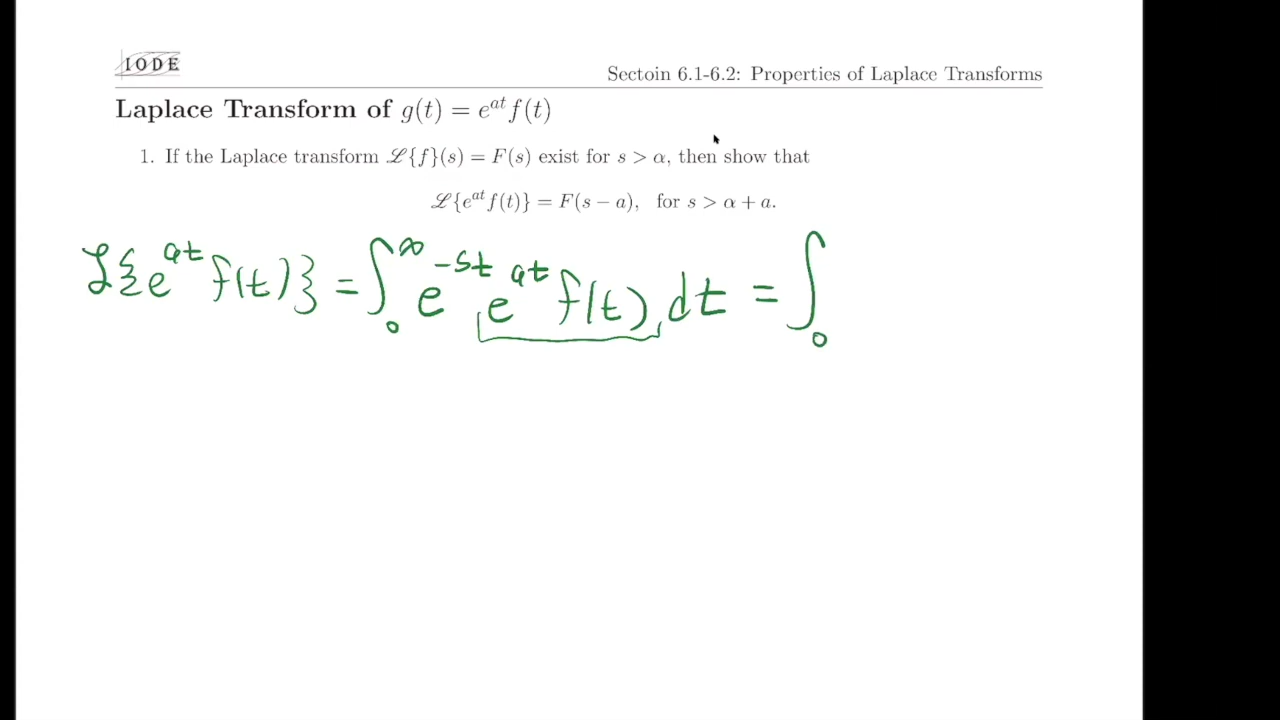 IODE
Sectoin 6.1-6.2: Properties of Laplace Transforms
Laplace Transform of g(t) = e^{at} f(t)
1. If the Laplace transform ℒ{f}(s) = F(s) exist for s > α, then show that
ℒ{e^{at} f(t)} = F(s − a), for s > α + a.
ℒ{e^{at} f(t)} = ∫_0^∞ e^{-st} e^{at} f(t) dt = ∫_0